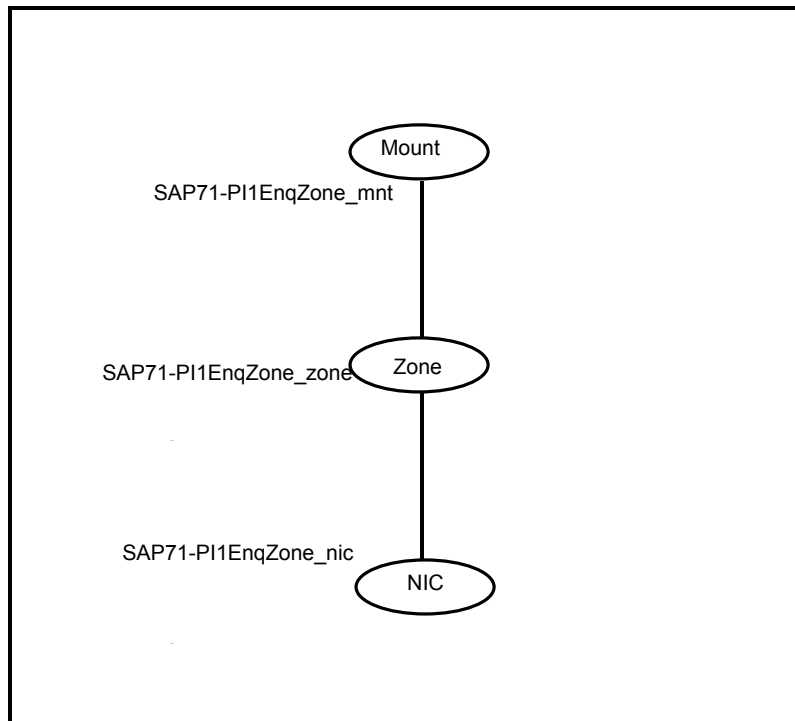 Mount
SAP71-PI1EnqZone_mnt
Zone
SAP71-PI1EnqZone_zone
SAP71-PI1EnqZone_nic
NIC